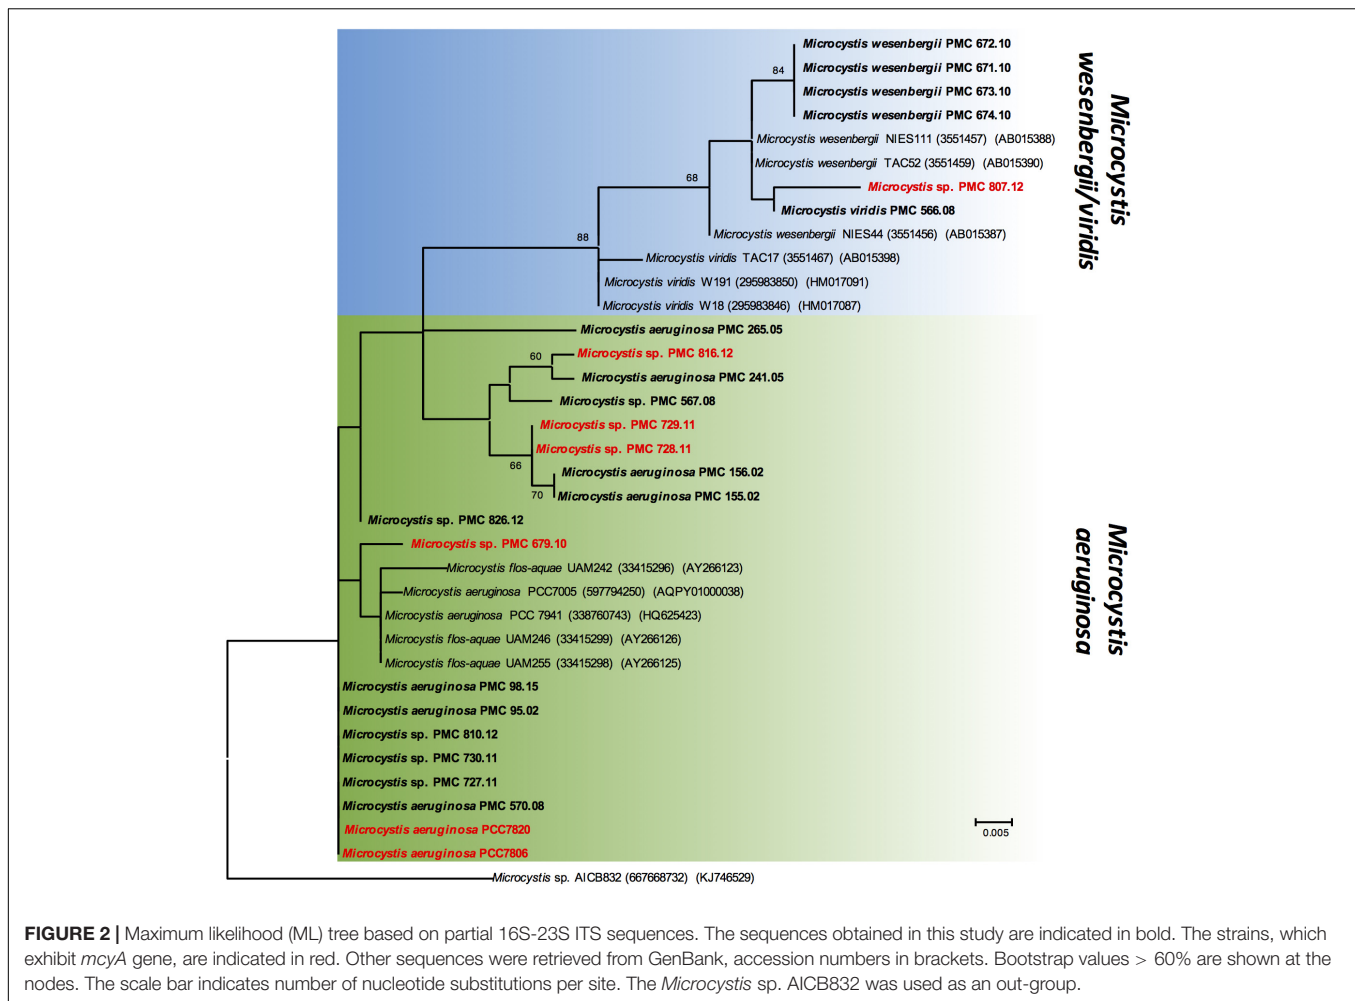 Microcystis wesenbergii PMC 672.10
84
Microcystis wesenbergii PMC 671.10
Microcystis wesenbergii PMC 673.10
Microcystis wesenbergii PMC 674.10
Microcystis wesenbergii NIES111 (3551457) (AB015388)
Microcystis wesenbergii TAC52 (3551459) (AB015390)
68
Microcystis sp. PMC 807.12
Microcystis viridis PMC 566.08
Microcystis wesenbergii NIES44 (3551456) (AB015387)
88
Microcystis viridis TAC17 (3551467) (AB015398)
Microcystis viridis W191 (295983850) (HM017091)
Microcystis viridis W18 (295983846) (HM017087)
Microcystis
wesenbergii/viridis
Microcystis aeruginosa PMC 265.05
60
Microcystis sp. PMC 816.12
Microcystis aeruginosa PMC 241.05
Microcystis sp. PMC 567.08
Microcystis sp. PMC 729.11
Microcystis sp. PMC 728.11
66
Microcystis aeruginosa PMC 156.02
70
Microcystis aeruginosa PMC 155.02
Microcystis sp. PMC 826.12
Microcystis sp. PMC 679.10
Microcystis flos-aquae UAM242 (33415296) (AY266123)
Microcystis aeruginosa PCC7005 (597794250) (AQPY01000038)
Microcystis aeruginosa PCC 7941 (338760743) (HQ625423)
Microcystis flos-aquae UAM246 (33415299) (AY266126)
Microcystis flos-aquae UAM255 (33415298) (AY266125)
Microcystis
aeruginosa
Microcystis aeruginosa PMC 98.15
Microcystis aeruginosa PMC 95.02
Microcystis sp. PMC 810.12
Microcystis sp. PMC 730.11
Microcystis sp. PMC 727.11
Microcystis aeruginosa PMC 570.08
Microcystis aeruginosa PCC7820
0.005
Microcystis aeruginosa PCC7806
Microcystis sp. AICB832 (667668732) (KJ746529)
FIGURE 2 | Maximum likelihood (ML) tree based on partial 16S-23S ITS sequences. The sequences obtained in this study are indicated in bold. The strains, which
exhibit mcyA gene, are indicated in red. Other sequences were retrieved from GenBank, accession numbers in brackets. Bootstrap values > 60% are shown at the
nodes. The scale bar indicates number of nucleotide substitutions per site. The Microcystis sp. AICB832 was used as an out-group.